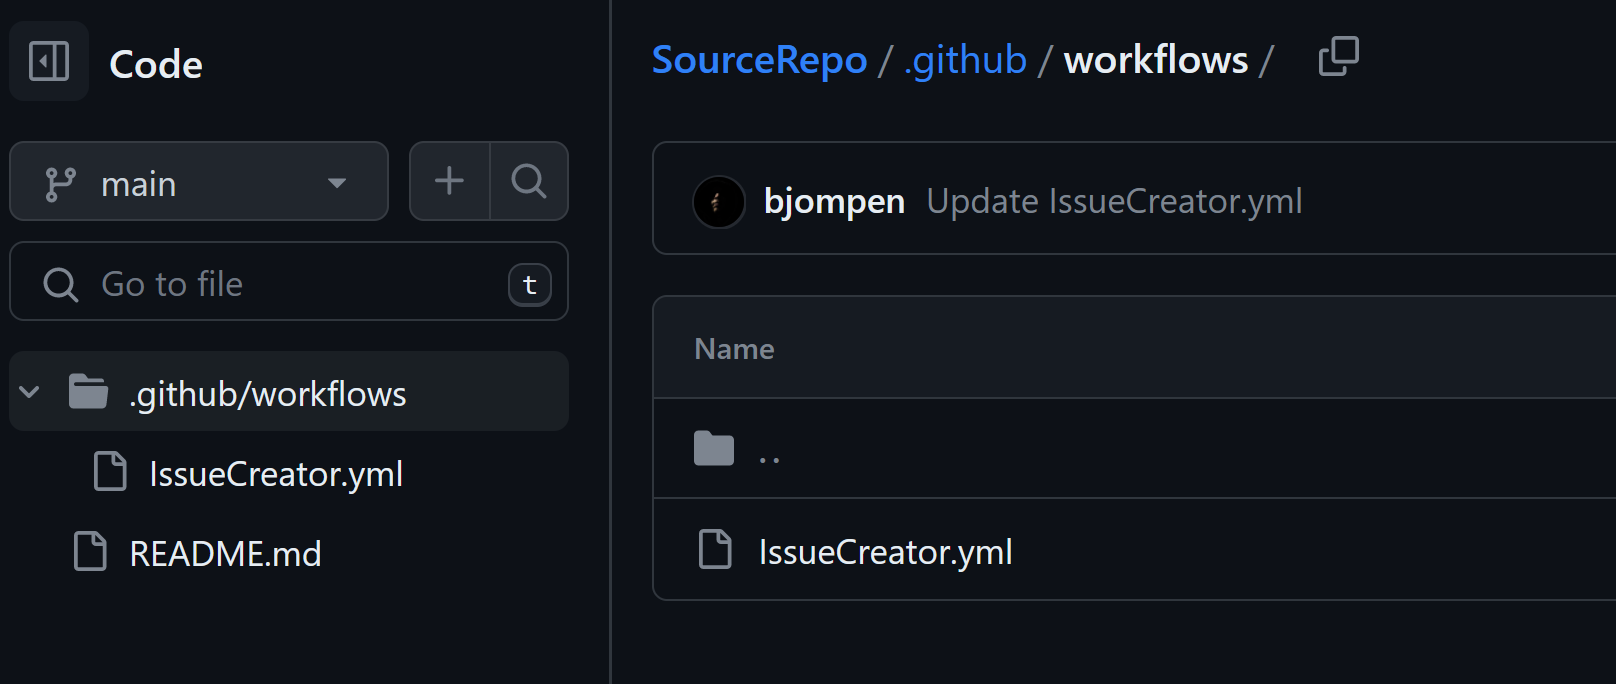 Code
main
Go to file
t
.github/workflows
IssueCreator.yml
README.md
SourceRepo / .github / workflows /
bjompen Update IssueCreator.yml
Name
..
IssueCreator.yml